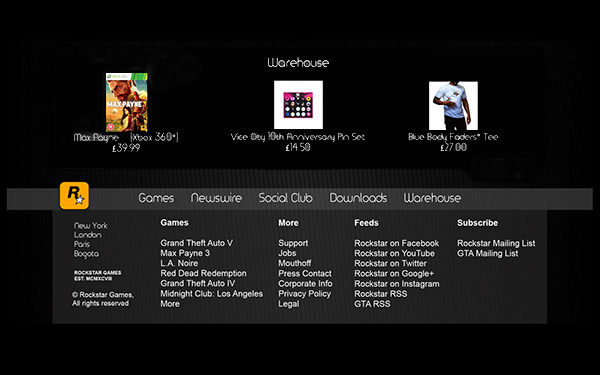 Warehouse
XBOX 360
MAX PAYNE
Max Payne (Xbox 360*)
£39.99
Vice City 10th Anniversary Pin Set
£14.50
Blue Body Faders* Tee
£27.00
R
Games Newswire Social Club Downloads Warehouse
New York
London
Paris
Bogota
ROCKSTAR GAMES
EST. MCMXCVIII
© Rockstar Games,
All rights reserved
Games
Grand Theft Auto V
Max Payne 3
L.A. Noire
Red Dead Redemption
Grand Theft Auto IV
Midnight Club: Los Angeles
More
More
Support
Jobs
Mouthoff
Press Contact
Corporate Info
Privacy Policy
Legal
Feeds
Rockstar on Facebook
Rockstar on YouTube
Rockstar on Twitter
Rockstar on Google+
Rockstar on Instagram
Rockstar RSS
GTA RSS
Subscribe
Rockstar Mailing List
GTA Mailing List